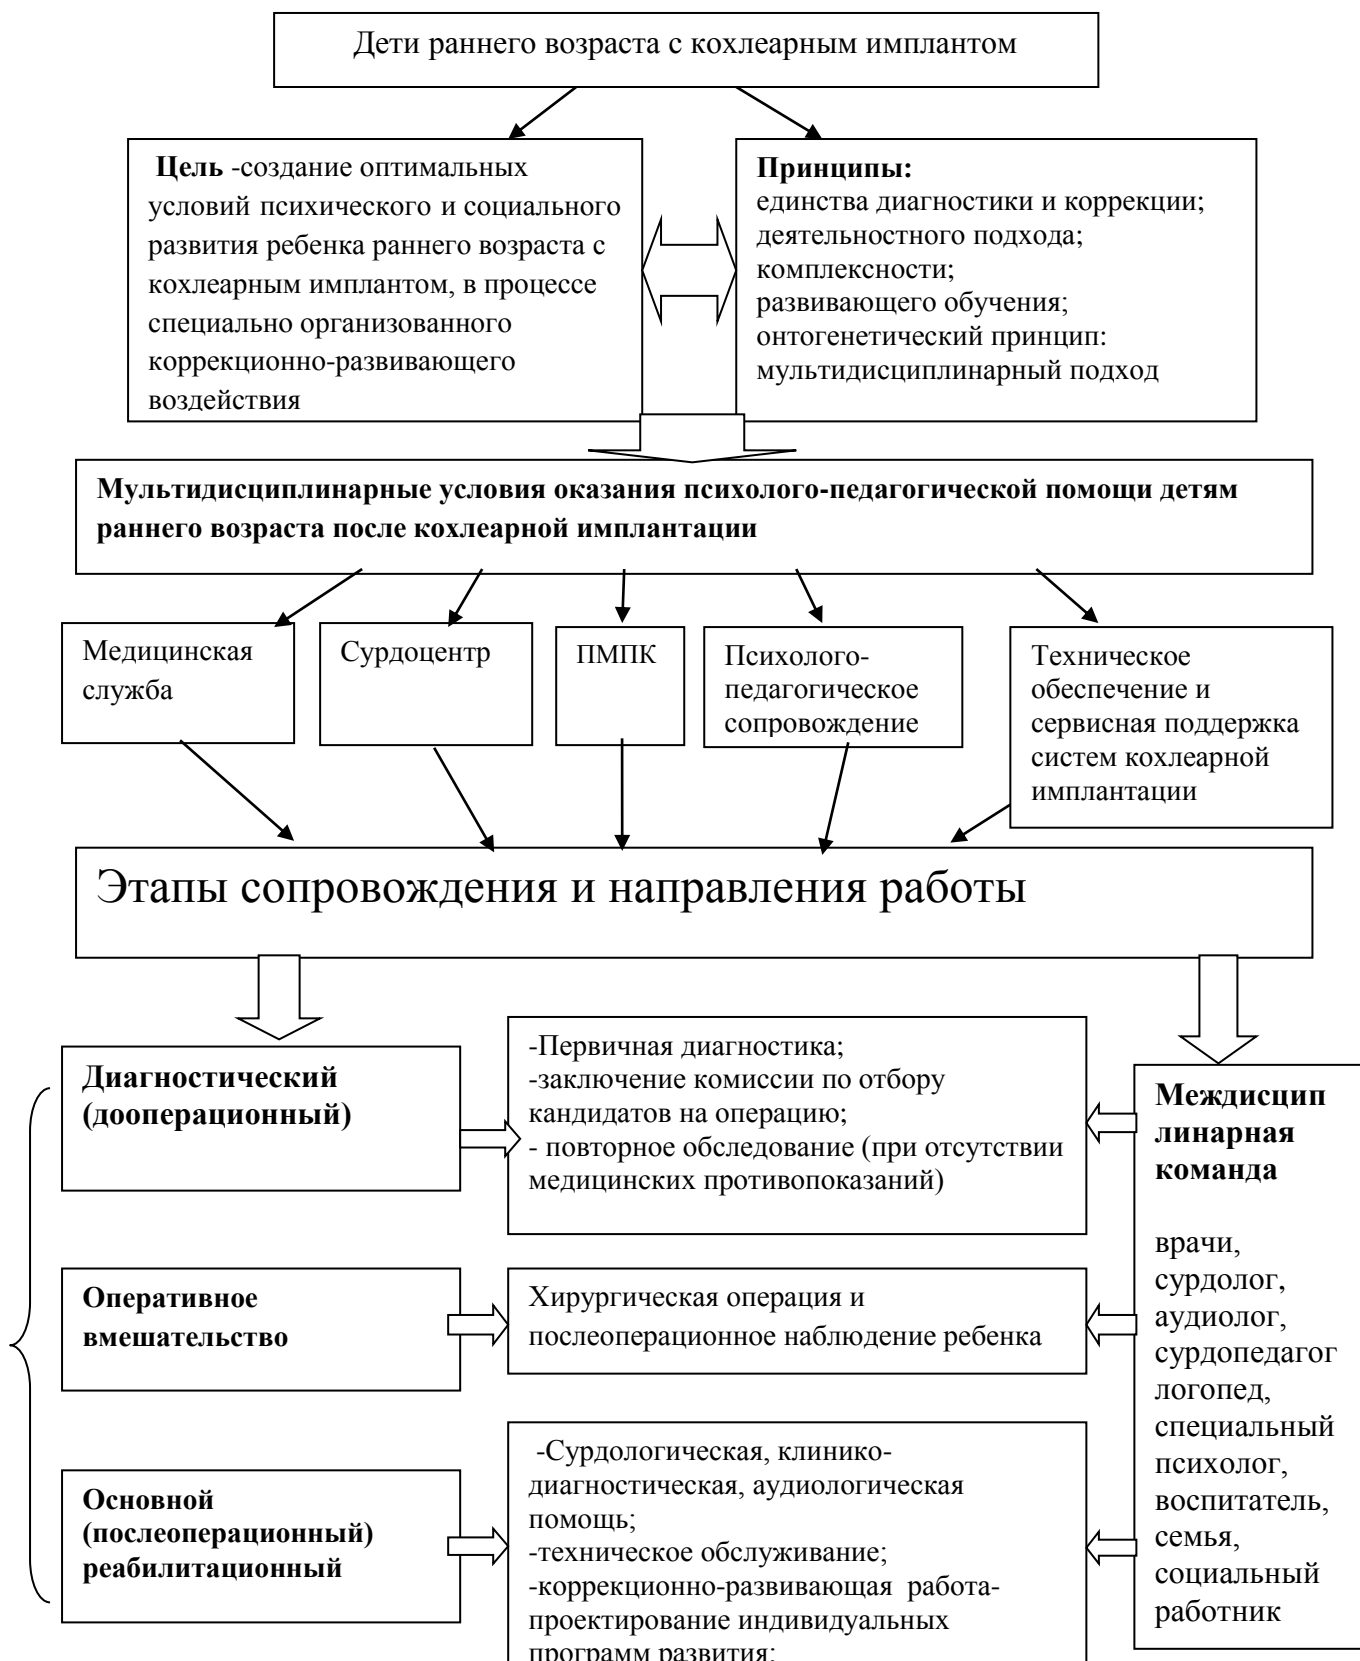 Дети раннего возраста с кохлеарным имплантом
Цель -создание оптимальных
условий психического и социального
развития ребенка раннего возраста с
кохлеарным имплантом, в процессе
специально организованного
коррекционно-развивающего
воздействия
Принципы:
единства диагностики и коррекции;
деятельностного подхода;
комплексности;
развивающего обучения;
онтогенетический принцип:
мультидисциплинарный подход
Мультидисциплинарные условия оказания психолого-педагогической помощи детям
раннего возраста после кохлеарной имплантации
Медицинская
служба
Сурдоцентр
ПМПК
Психолого-
педагогическое
сопровождение
Техническое
обеспечение и
сервисная поддержка
систем кохлеарной
имплантации
Этапы сопровождения и направления работы
Диагностический
(дооперационный)
-Первичная диагностика;
-заключение комиссии по отбору
кандидатов на операцию;
- повторное обследование (при отсутствии
медицинских противопоказаний)
Оперативное
вмешательство
Хирургическая операция и
послеоперационное наблюдение ребенка
Основной
(послеоперационный)
реабилитационный
-Сурдологическая, клинико-
диагностическая, аудиологическая
помощь;
-техническое обслуживание;
-коррекционно-развивающая работа-
проектирование индивидуальных
программ развития;
Междисцип
линарная
команда
врачи,
сурдолог,
аудиолог,
сурдопедагог
логопед,
специальный
психолог,
воспитатель,
семья,
социальный
работник